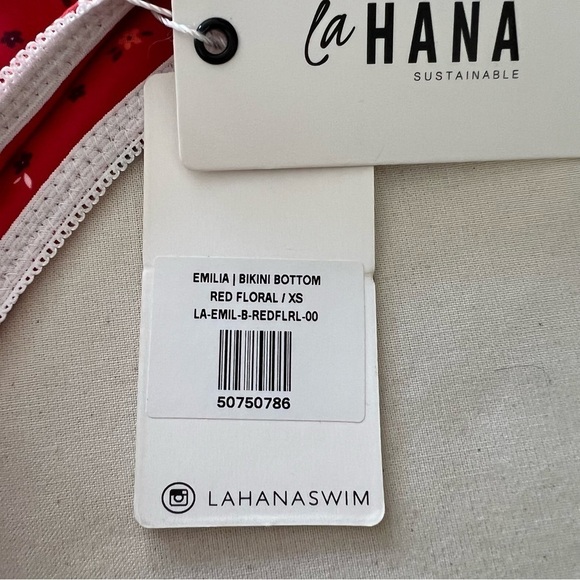 la HANA
SUSTAINABLE
EMILIA | BIKINI BOTTOM
RED FLORAL / XS
LA-EMIL-B-REDFLRL-00
50750786
LAHANASWIM